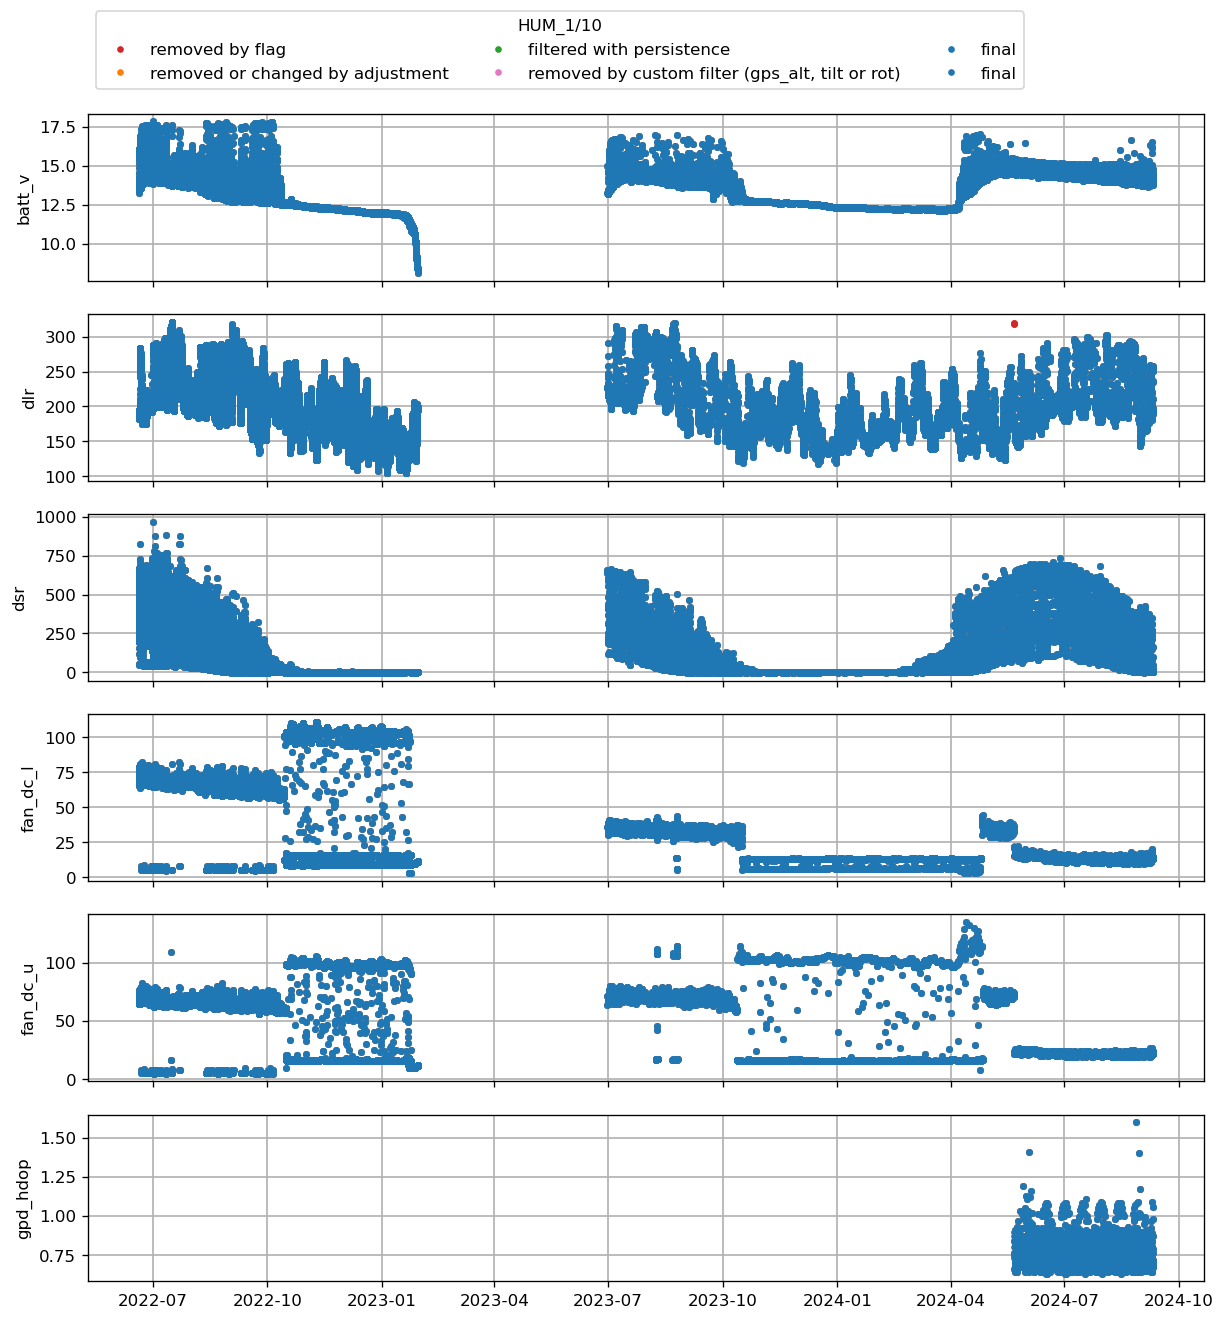 HUM_1/10
removed by flag
filtered with persistence
final
removed or changed by adjustment
removed by custom filter (gps_alt, tilt or rot)
final
batt_v
17.5
15.0
12.5
10.0
dlr
300
250
200
150
100
dsr
1000
750
500
250
0
fan_dc_l
100
75
50
25
0
fan_dc_u
100
50
0
gpd_hdop
1.50
1.25
1.00
0.75
2022-07 2022-10 2023-01 2023-04 2023-07 2023-10 2024-01 2024-04 2024-07 2024-10